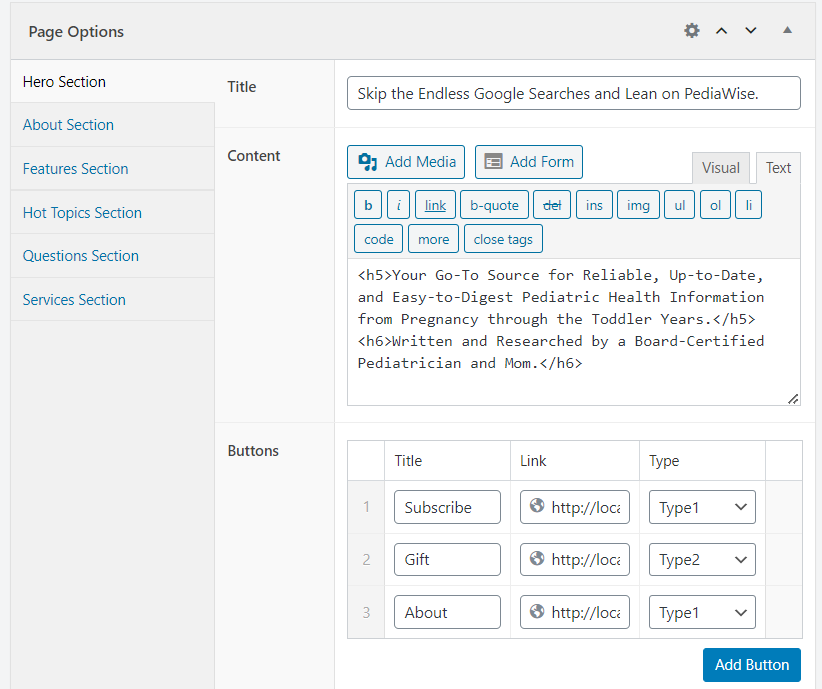 Page Options
Hero Section
About Section
Features Section
Hot Topics Section
Questions Section
Services Section
Title
Skip the Endless Google Searches and Lean on PediaWise.
Content
Add Media Add Form Visual Text
b i link b-quote del ins img ul ol li
code more close tags
<h5>Your Go-To Source for Reliable, Up-to-Date,
and Easy-to-Digest Pediatric Health Information
from Pregnancy through the Toddler Years.</h5>
<h6>Written and Researched by a Board-Certified
Pediatrician and Mom.</h6>
Buttons
Title Link Type
1 Subscribe http://loca Type1
2 Gift http://loca Type2
3 About http://loca Type1
Add Button